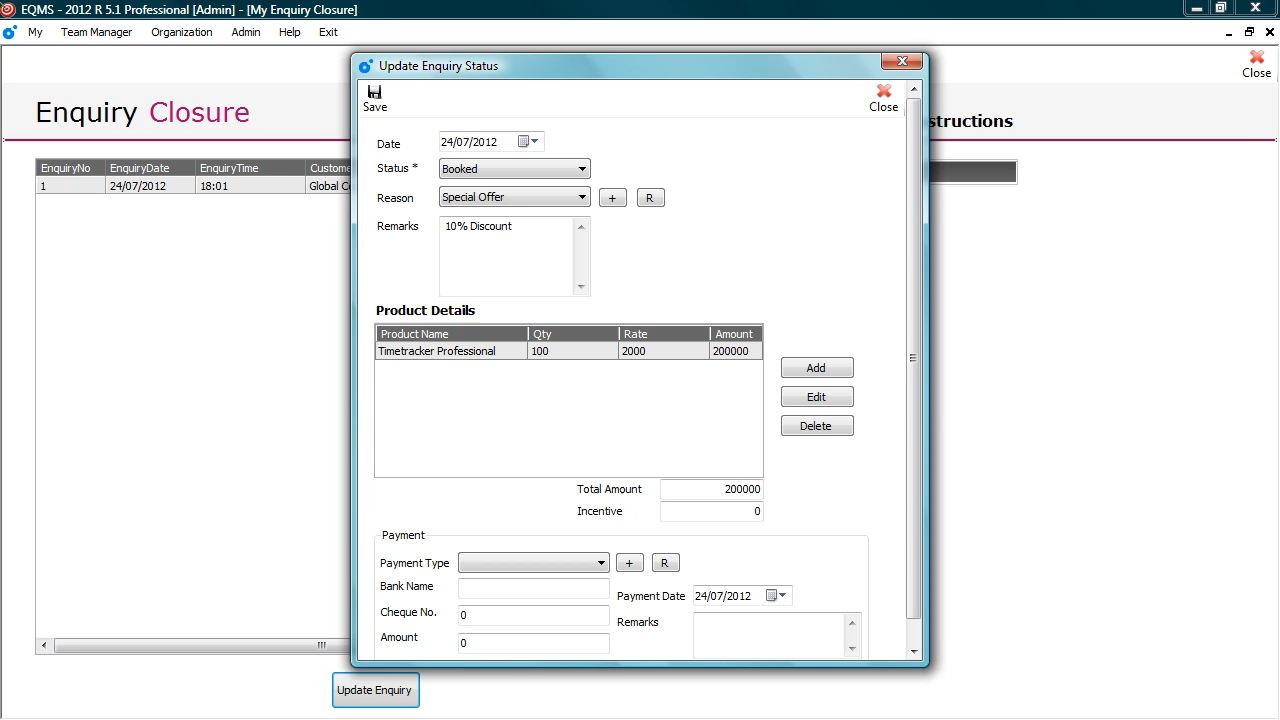 EQMS - 2012 R 5.1 Professional [Admin] - [My Enquiry Closure]
My Team Manager Organization Admin Help Exit
Close
Enquiry Closure
structions
EnquiryNo EnquiryDate EnquiryTime Custome
1 24/07/2012 18:01 Global C
Update Enquiry
Update Enquiry Status
Save
Close
Date 24/07/2012
Status * Booked
Reason Special Offer + R
Remarks 10% Discount
Product Details
Product Name Qty Rate Amount
Timetracker Professional 100 2000 200000
Add
Edit
Delete
Total Amount 200000
Incentive 0
Payment
Payment Type + R
Bank Name
Payment Date 24/07/2012
Cheque No. 0
Remarks
Amount 0